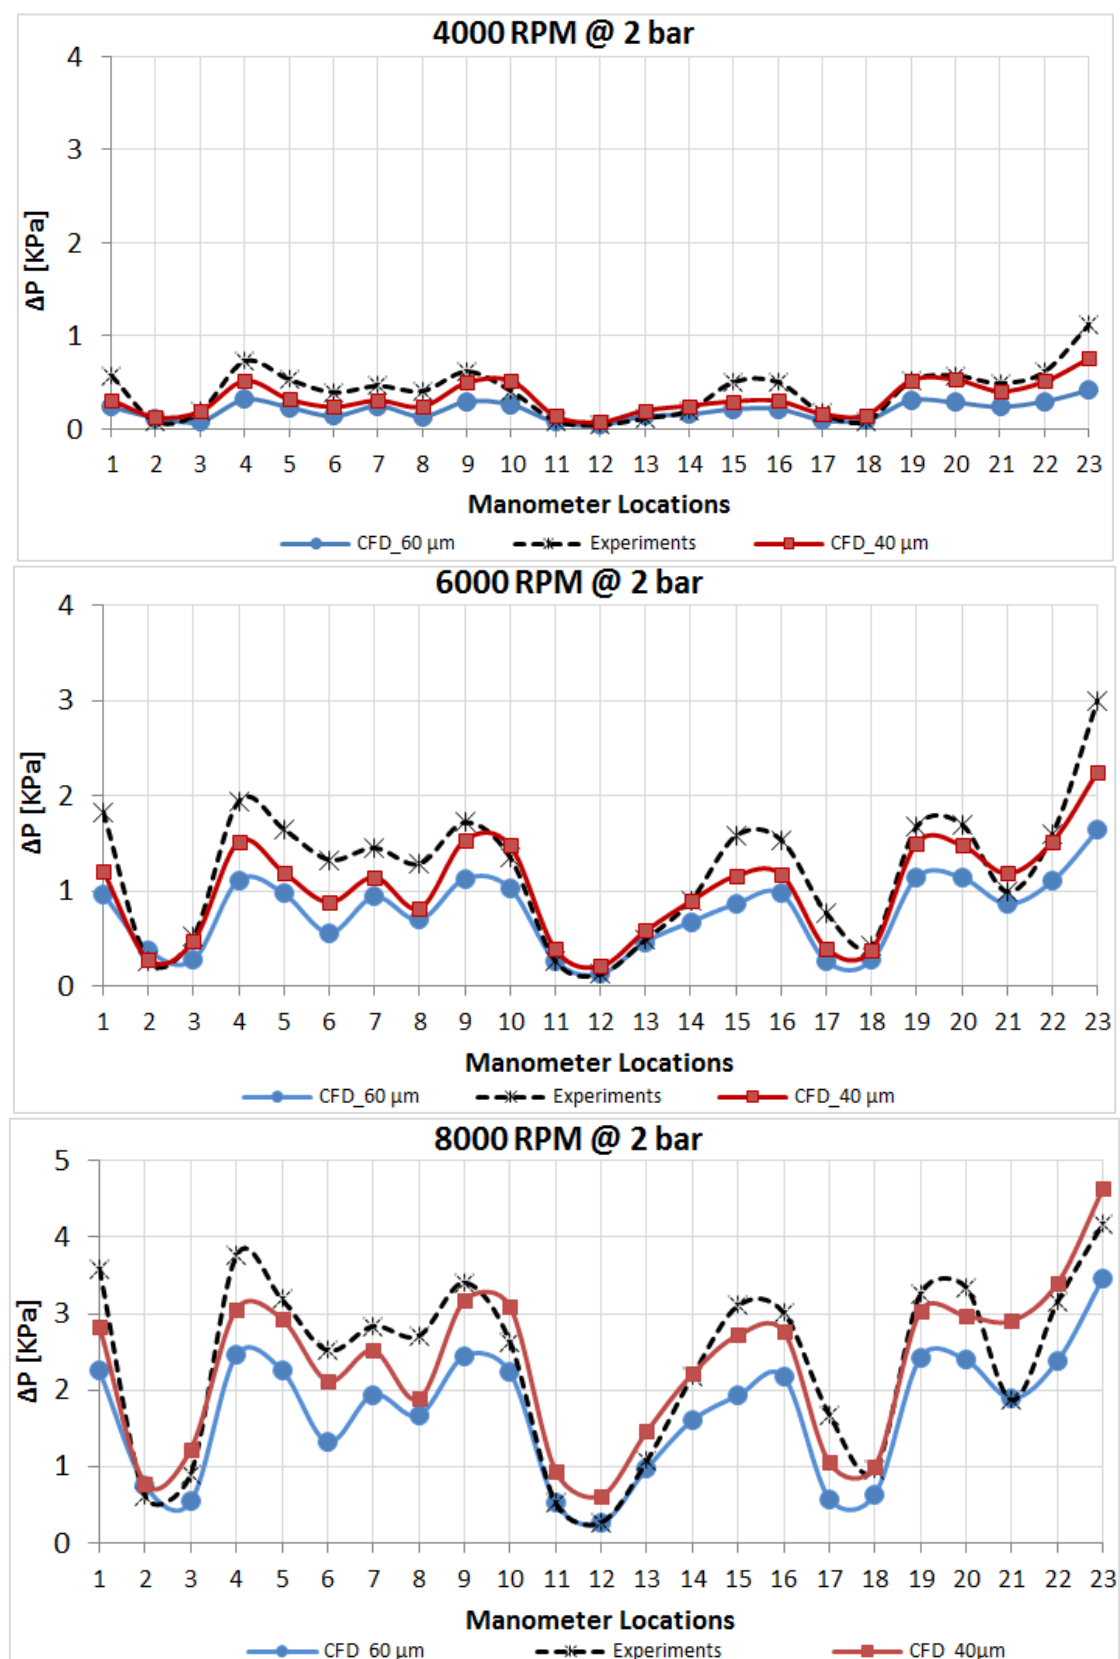 4000 RPM @ 2 bar
4
3
2
1
0
ΔP [KPa]
1 2 3 4 5 6 7 8 9 10 11 12 13 14 15 16 17 18 19 20 21 22 23
Manometer Locations
CFD_60 μm Experiments CFD_40 μm
6000 RPM @ 2 bar
4
3
2
1
0
ΔP [KPa]
1 2 3 4 5 6 7 8 9 10 11 12 13 14 15 16 17 18 19 20 21 22 23
Manometer Locations
CFD_60 μm Experiments CFD_40 μm
8000 RPM @ 2 bar
5
4
3
2
1
0
ΔP [KPa]
1 2 3 4 5 6 7 8 9 10 11 12 13 14 15 16 17 18 19 20 21 22 23
Manometer Locations
CFD_60 μm Experiments CFD_40μm